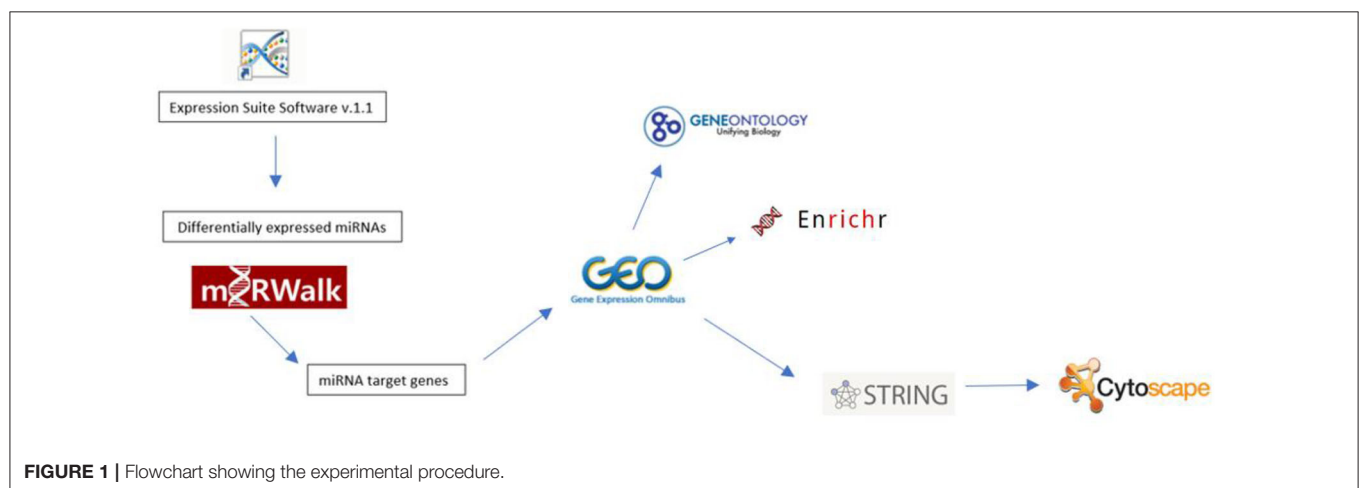 Expression Suite Software v.1.1
Differentially expressed miRNAs
miRWalk
miRNA target genes
GEO
Gene Expression Omnibus
GENEONTOLOGY
Unifying Biology
Enrichr
STRING
Cytoscape
FIGURE 1 | Flowchart showing the experimental procedure.